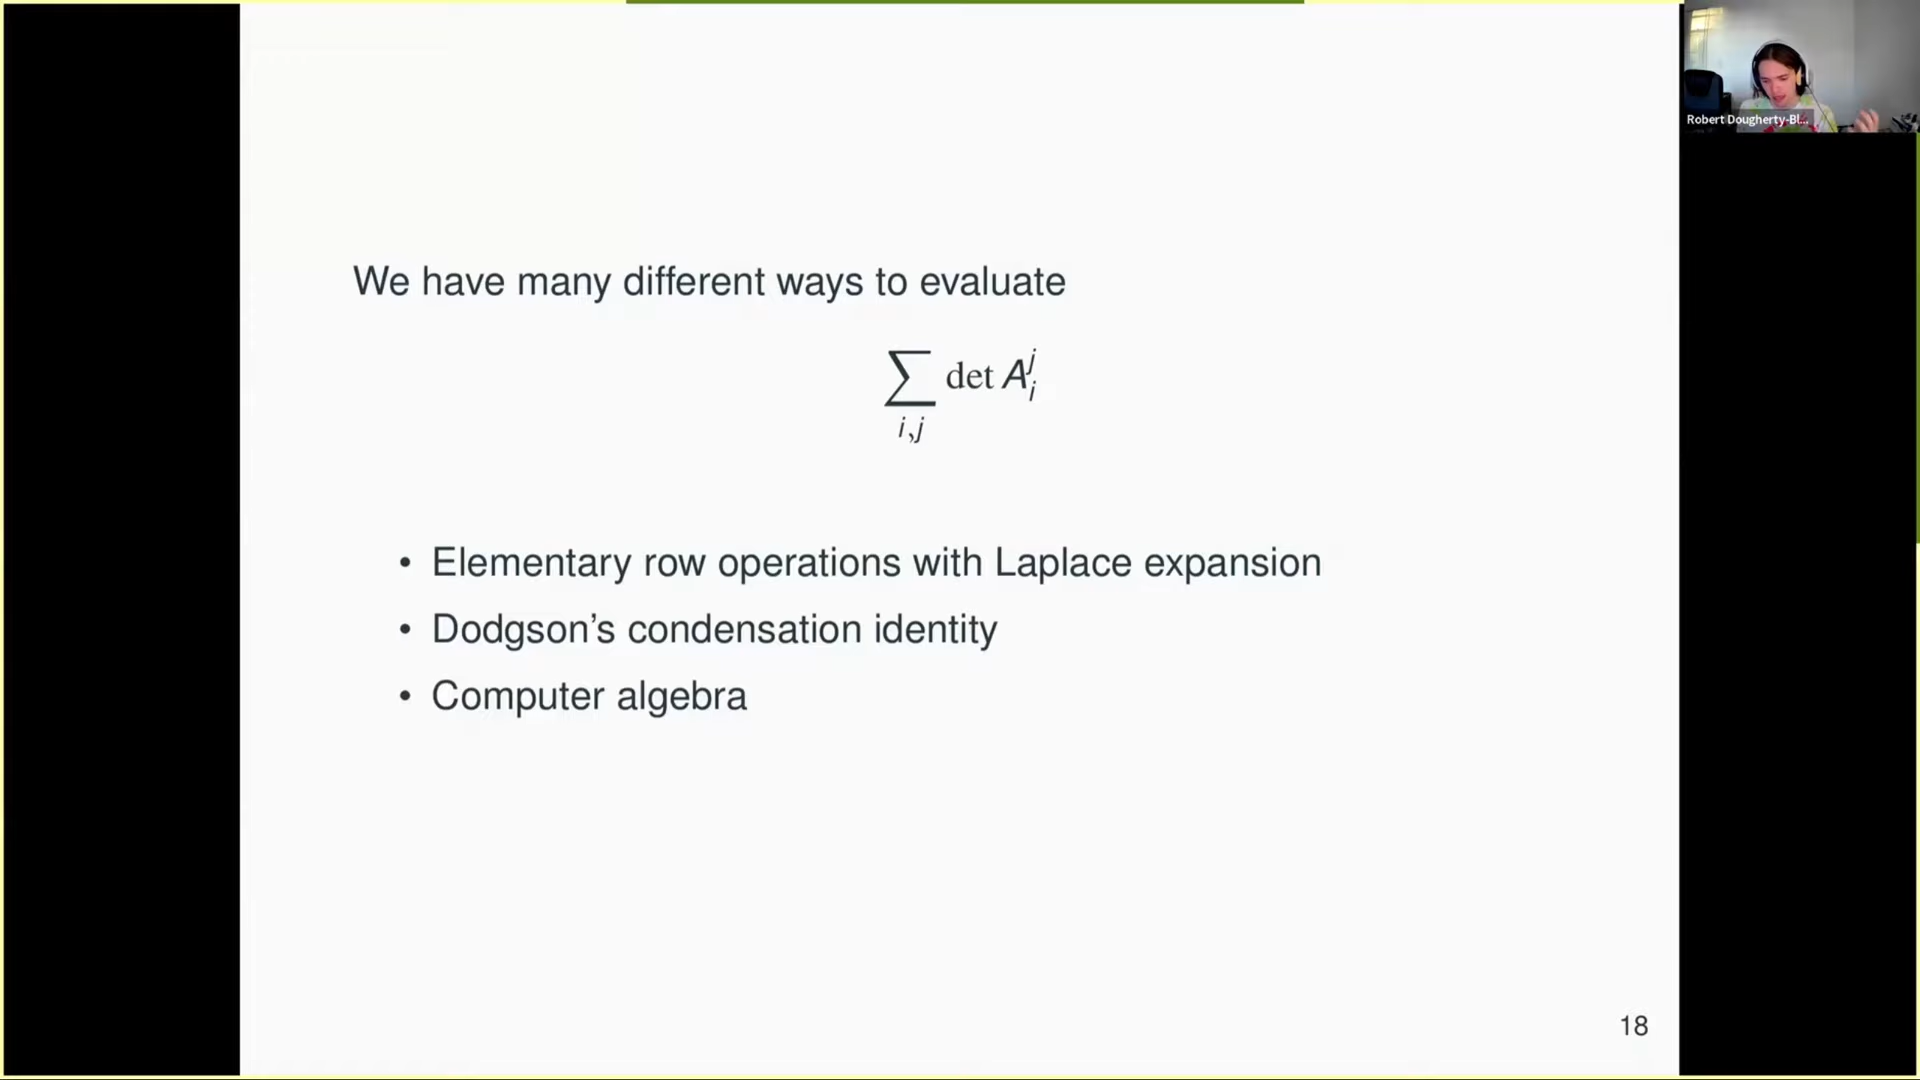 Robert Dougherty-Bl...
We have many different ways to evaluate
∑ det A_i^j
i,j
• Elementary row operations with Laplace expansion
• Dodgson’s condensation identity
• Computer algebra
18